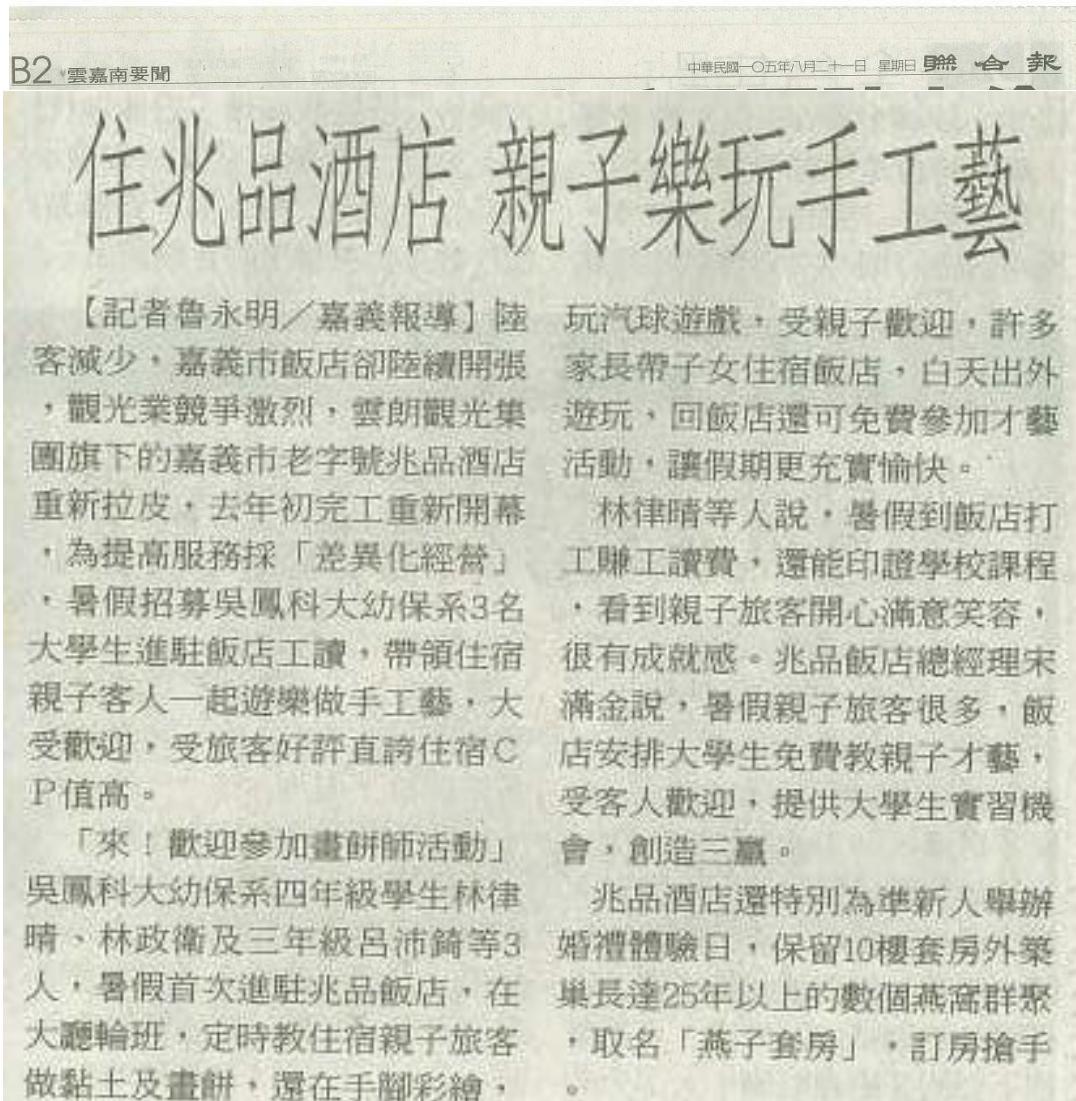 B2 雲嘉南要聞
中華民國一〇五年八月二十一日 星期日 聯合報
住兆品酒店 親子樂玩手工藝
【記者魯永明／嘉義報導】陸
客減少，嘉義市飯店卻陸續開張
，觀光業競爭激烈，雲朗觀光集
團旗下的嘉義市老字號兆品酒店
重新拉皮，去年初完工重新開幕
，為提高服務採「差異化經營」
，暑假招募吳鳳科大幼保系3名
大學生進駐飯店工讀，帶領住宿
親子客人一起遊樂做手工藝，大
受歡迎，受旅客好評直誇住宿C
P值高。
「來！歡迎參加畫餅師活動」
吳鳳科大幼保系四年級學生林律
晴、林政衛及三年級呂沛錡等3
人，暑假首次進駐兆品飯店，在
大廳輪班，定時教住宿親子旅客
做黏土及畫餅，還在手腳彩繪，
玩汽球遊戲，受親子歡迎，許多
家長帶子女住宿飯店，白天出外
遊玩，回飯店還可免費參加才藝
活動，讓假期更充實愉快。
林律晴等人說，暑假到飯店打
工賺工讀費，還能印證學校課程
，看到親子旅客開心滿意笑容，
很有成就感。兆品飯店總經理宋
滿金說，暑假親子旅客很多，飯
店安排大學生免費教親子才藝，
受客人歡迎，提供大學生實習機
會，創造三贏。
兆品酒店還特別為準新人舉辦
婚禮體驗日，保留10樓套房外築
巢長達25年以上的數個燕窩群聚
，取名「燕子套房」，訂房搶手
。